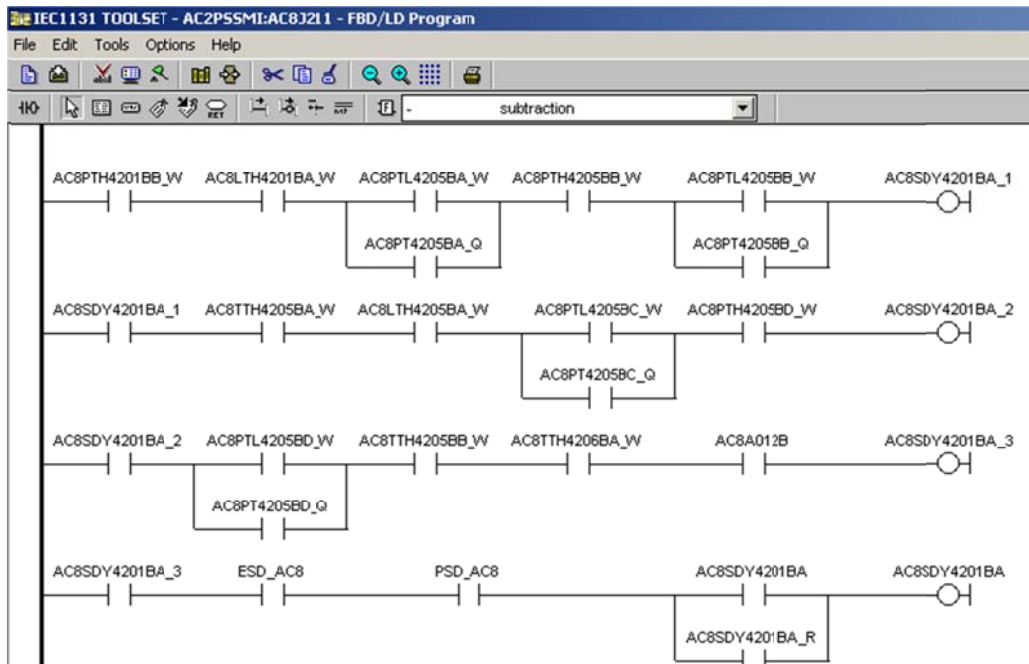 IEC1131 TOOLSET - AC2PSSMI:AC8J211 - FBD/LD Program
File Edit Tools Options Help
RET
- subtraction
AC8PTH4201BB_W AC8LTH4201BA_W AC8PTL4205BA_W AC8PTH4205BB_W AC8PTL4205BB_W AC8SDY4201BA_1
AC8PT4205BA_Q AC8PT4205BB_Q
AC8SDY4201BA_1 AC8TTH4205BA_W AC8LTH4205BA_W AC8PTL4205BC_W AC8PTH4205BD_W AC8SDY4201BA_2
AC8PT4205BC_Q
AC8SDY4201BA_2 AC8PTL4205BD_W AC8TTH4205BB_W AC8TTH4206BA_W AC8A012B AC8SDY4201BA_3
AC8PT4205BD_Q
AC8SDY4201BA_3 ESD_AC8 PSD_AC8 AC8SDY4201BA AC8SDY4201BA
AC8SDY4201BA_R